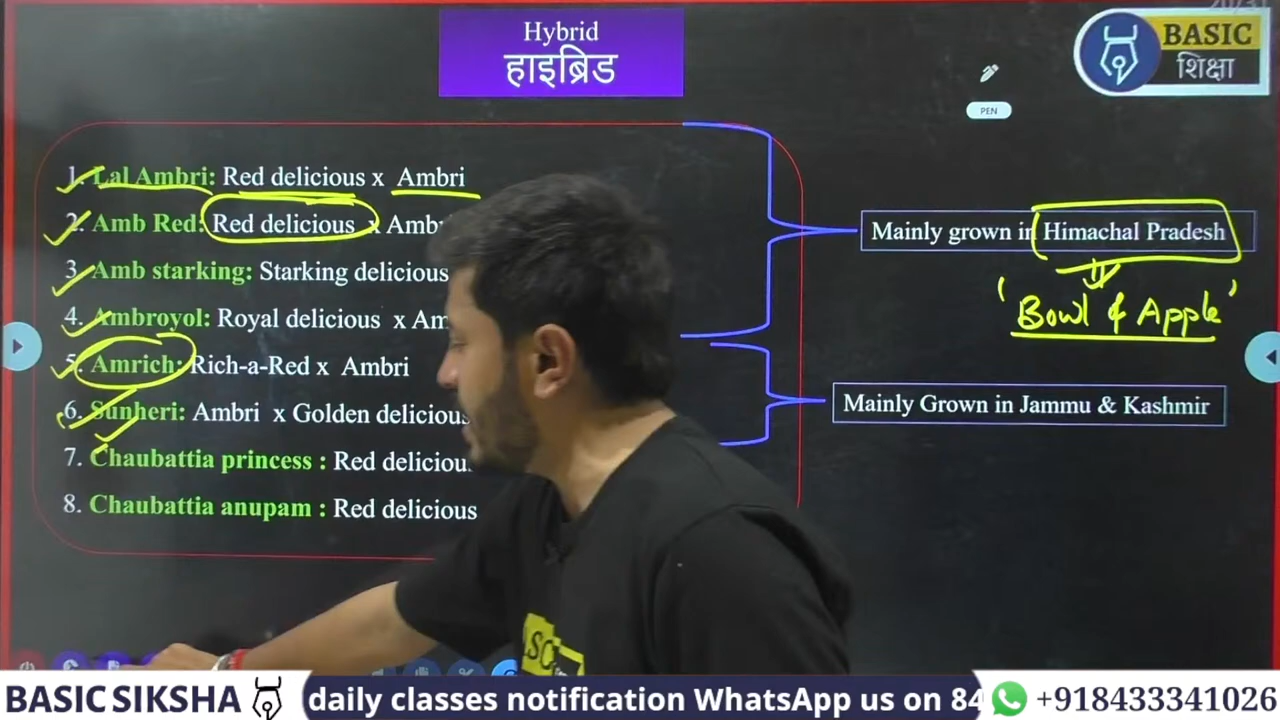 Hybrid
हाइब्रिड
BASIC
शिक्षा
PEN
1. Lal Ambri: Red delicious x Ambri
2. Amb Red: Red delicious x
3. Amb starking: Starking delicious
4. Ambroyol: Royal delicious x
5. Amrich: Rich-a-Red x Ambri
6. Sunheri: Ambri x Golden delicious
7. Chaubattia princess : Red
8. Chaubattia anupam : Red delicious
Mainly grown in Himachal Pradesh
'Bowl of Apple'
Mainly Grown in Jammu & Kashmir
BASIC SIKSHA daily classes notification WhatsApp us on 84 +918433341026